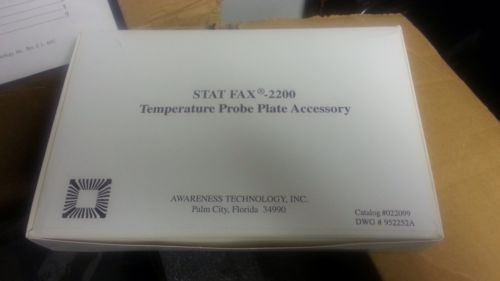 STAT FAX®-2200
Temperature Probe Plate Accessory
AWARENESS TECHNOLOGY, INC.
Palm City, Florida 34990
Catalog #022099
DWG # 952252A